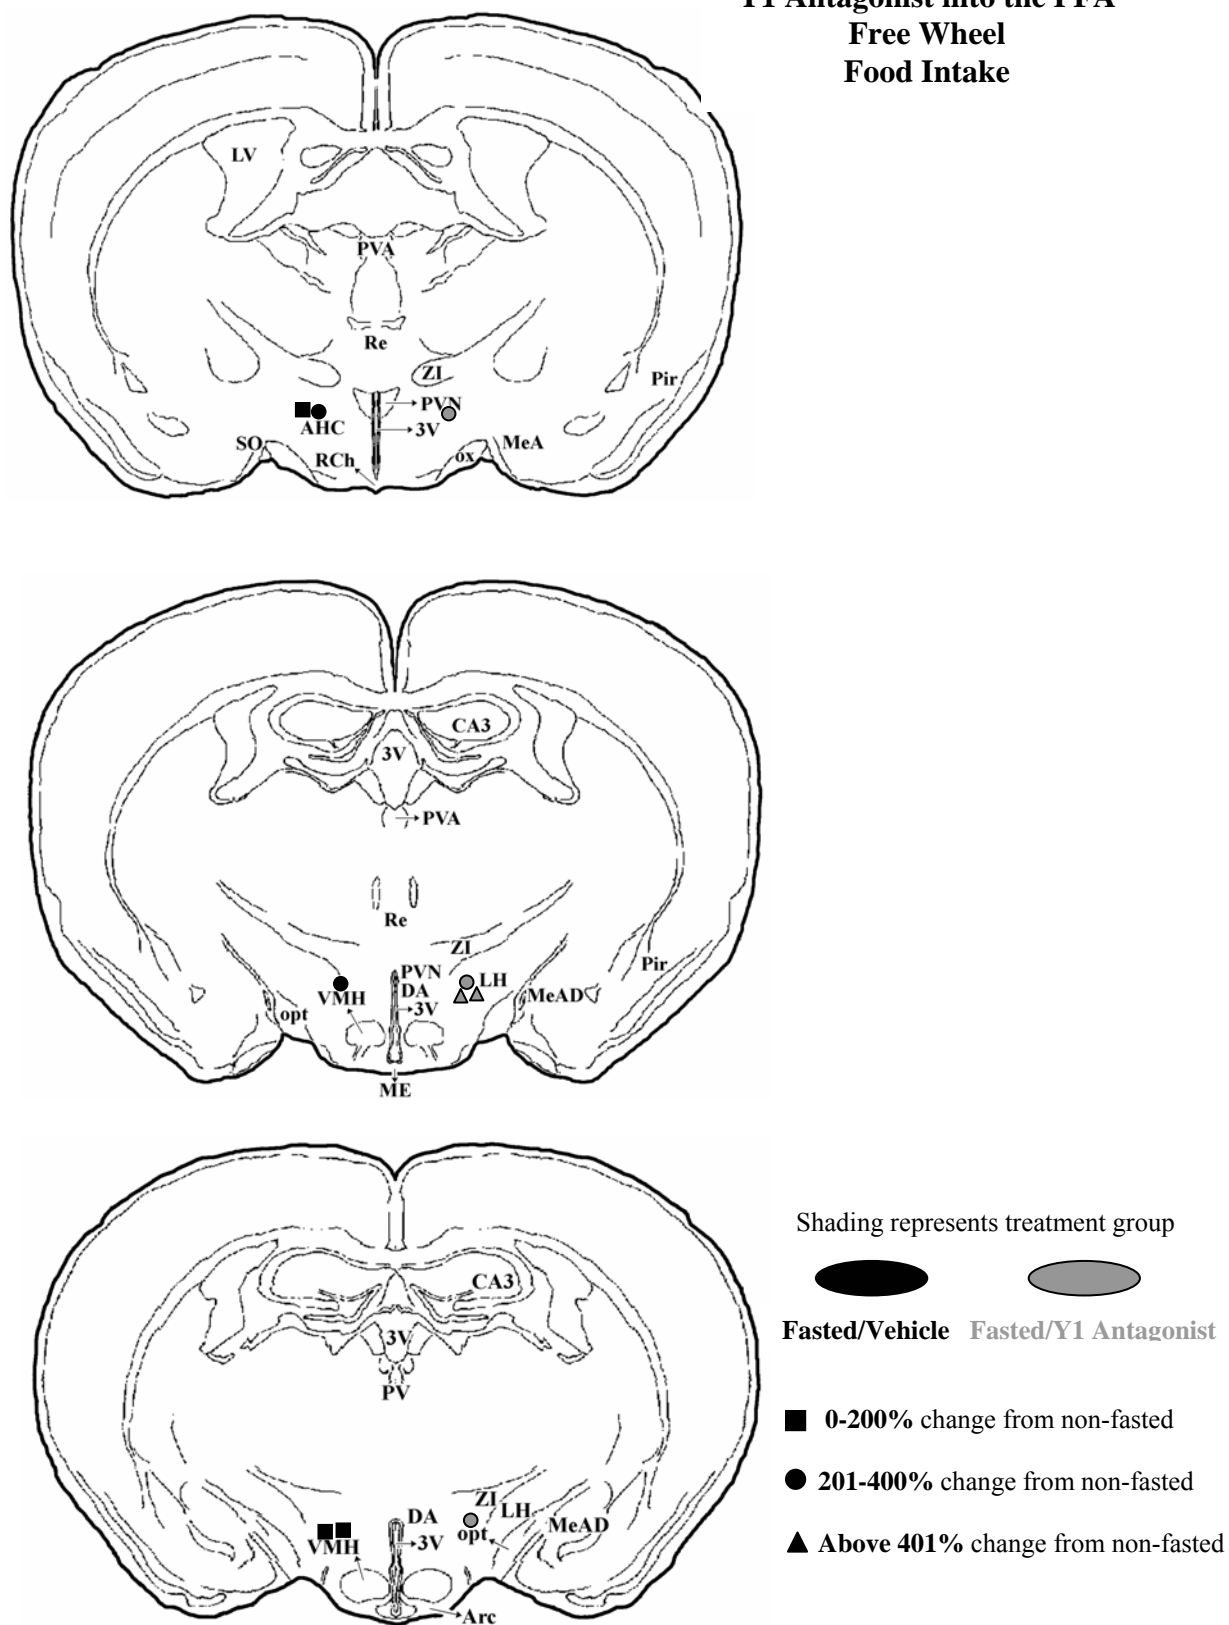 Y1 Antagonist into the PFA
Free Wheel
Food Intake
LV
PVA
Re
ZI
Pir
PVN
AHC
3V
SO
MeA
RCh
ox
CA3
3V
PVA
Re
ZI
Pir
PVN
LH
DA
MeAD
VMH
3V
opt
ME
CA3
3V
PV
ZI
LH
DA
opt
MeAD
3V
VMH
Arc
Shading represents treatment group
Fasted/Vehicle Fasted/Y1 Antagonist
0-200% change from non-fasted
201-400% change from non-fasted
Above 401% change from non-fasted